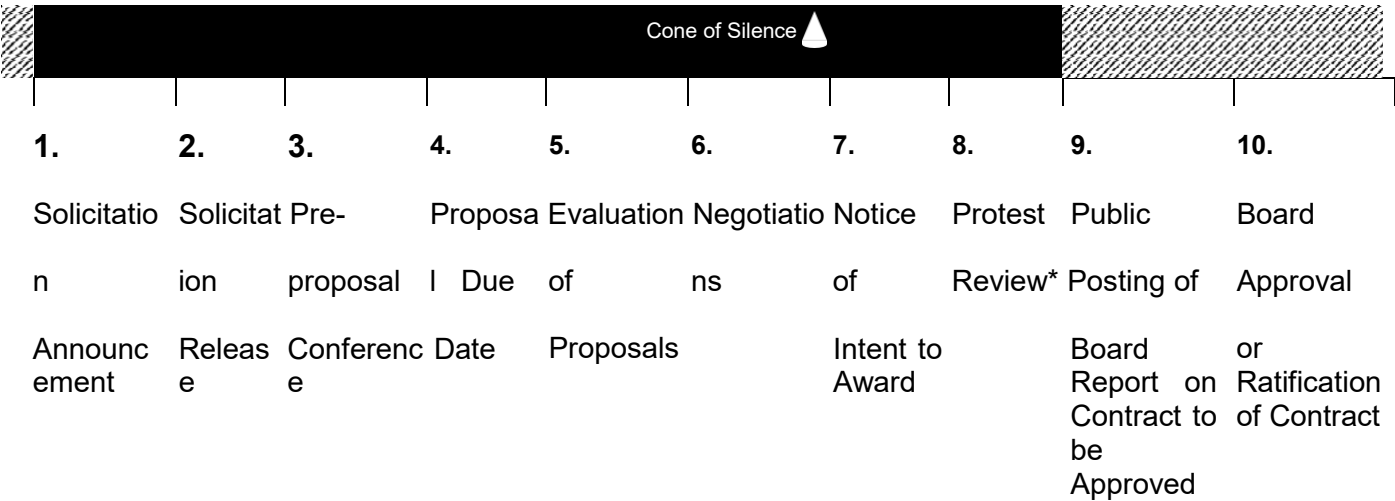 Cone of Silence
1. 2. 3. 4. 5. 6. 7. 8. 9. 10.
Solicitatio Solicitat Pre- Proposa Evaluation Negotiatio Notice Protest Public Board
n ion proposal l Due of ns of Review* Posting of Approval
Announc Releas Conferenc Date Proposals Intent to Board or
ement e e Award Report on Ratification
Contract to of Contract
be
Approved